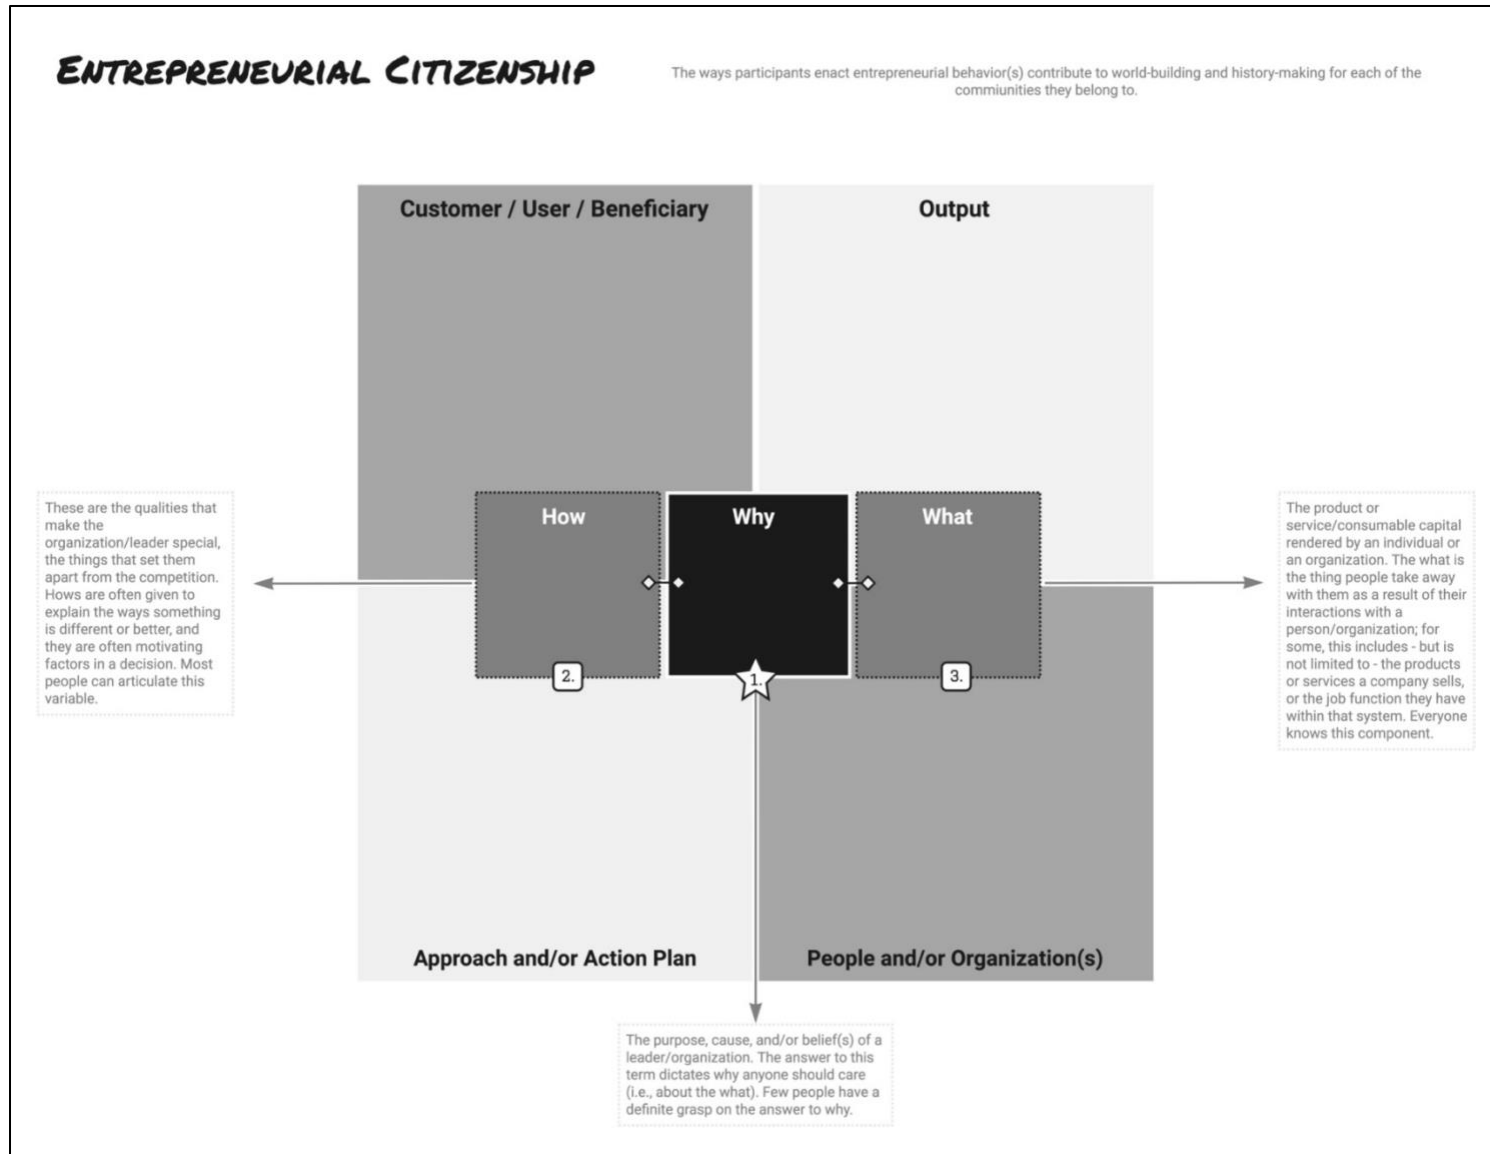 ENTREPRENEURIAL CITIZENSHIP
The ways participants enact entrepreneurial behavior(s) contribute to world-building and history-making for each of the
commiunities they belong to.
Customer / User / Beneficiary
Output
These are the qualities that
make the
organization/leader special,
the things that set them
apart from the competition.
Hows are often given to
explain the ways something
is different or better, and
they are often motivating
factors in a decision. Most
people can articulate this
variable.
How
2.
Why
1.
What
3.
The product or
service/consumable capital
rendered by an individual or
an organization. The what is
the thing people take away
with them as a result of their
interactions with a
person/organization; for
some, this includes - but is
not limited to - the products
or services a company sells,
or the job function they have
within that system. Everyone
knows this component.
Approach and/or Action Plan
People and/or Organization(s)
The purpose, cause, and/or belief(s) of a
leader/organization. The answer to this
term dictates why anyone should care
(i.e., about the what). Few people have a
definite grasp on the answer to why.